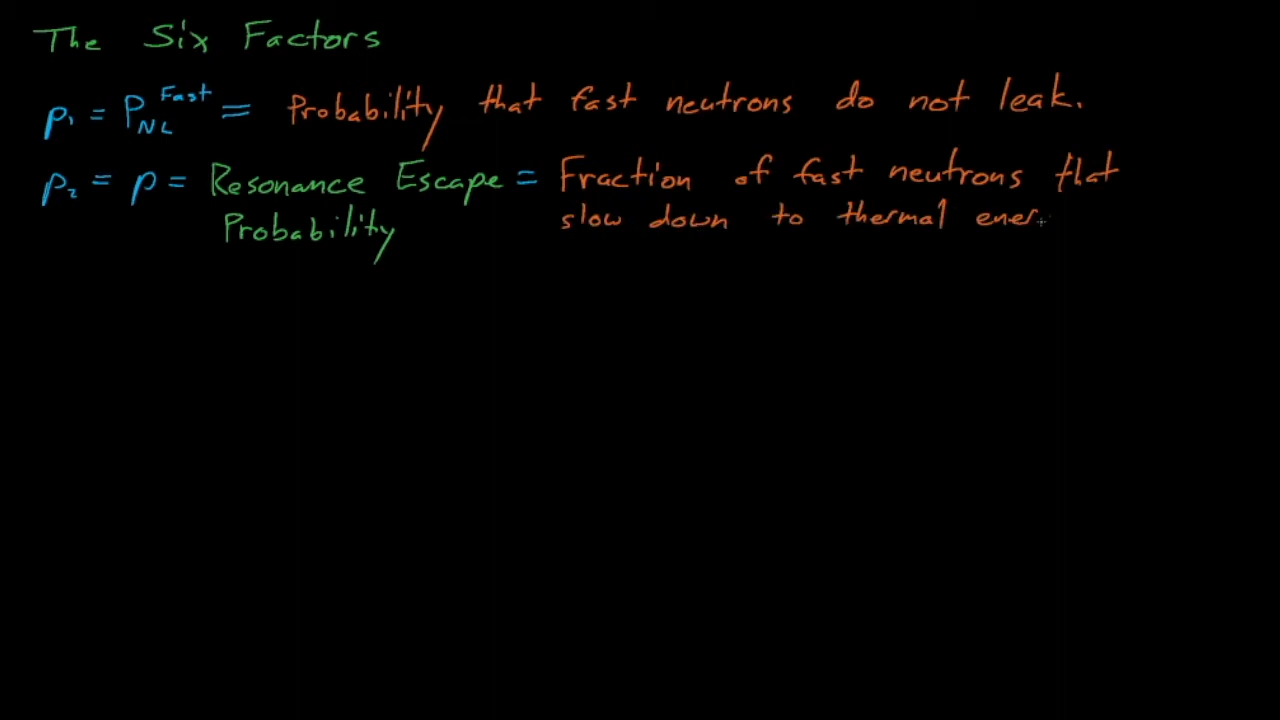 The Six Factors
p₁ = P_NL^Fast = Probability that fast neutrons do not leak.
p₂ = p = Resonance Escape = Fraction of fast neutrons that
Probability slow down to thermal ener